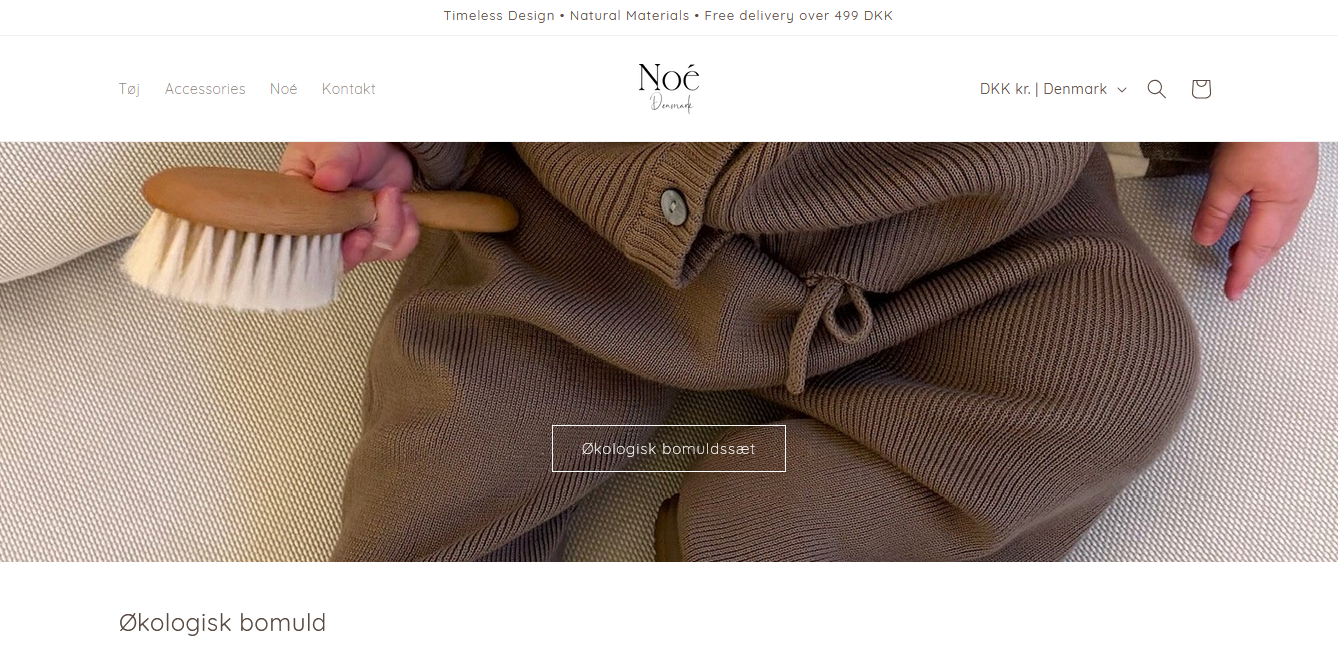 Timeless Design • Natural Materials • Free delivery over 499 DKK
Tøj Accessories Noé Kontakt
Noé
Denmark
DKK kr. | Denmark
Økologisk bomuldssæt
Økologisk bomuld